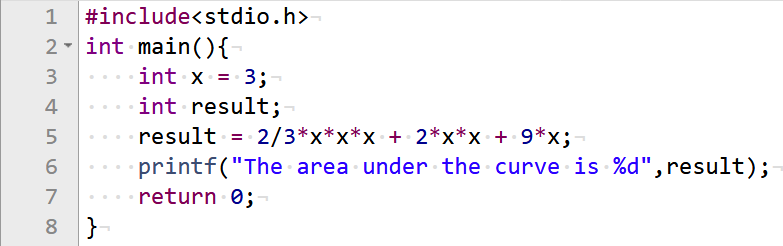 1 #include<stdio.h>
2 int main(){
3     int x = 3;
4     int result;
5     result = 2/3*x*x*x + 2*x*x + 9*x;
6     printf("The area under the curve is %d",result);
7     return 0;
8 }